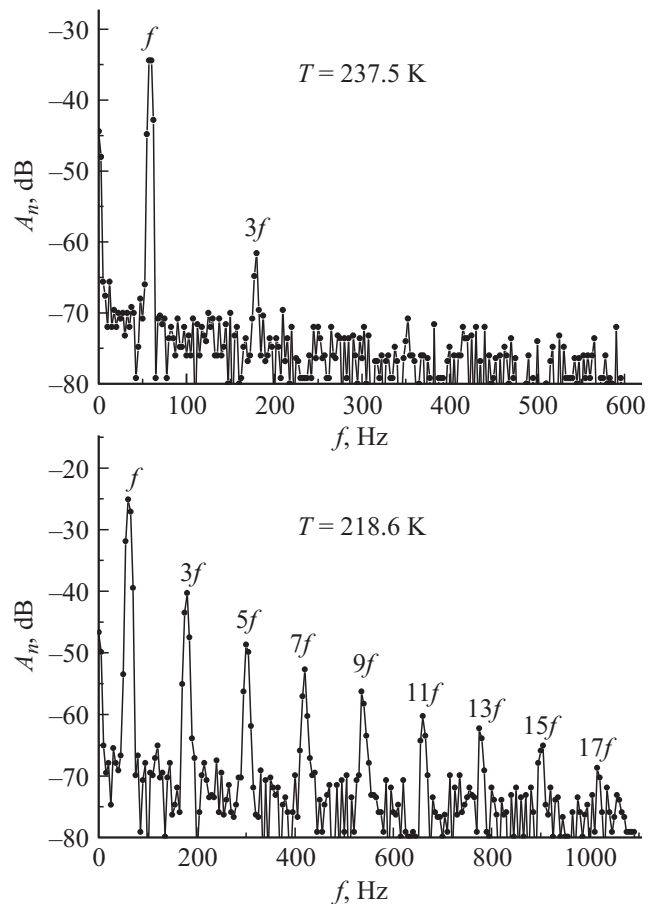 −30
−40
−50
−60
−70
−80
A_n, dB
f
3f
T = 237.5 K
0
100
200
300
400
500
600
f, Hz
−20
−30
−40
−50
−60
−70
−80
A_n, dB
f
3f
5f
7f
9f
11f
13f
15f
17f
T = 218.6 K
0
200
400
600
800
1000
f, Hz